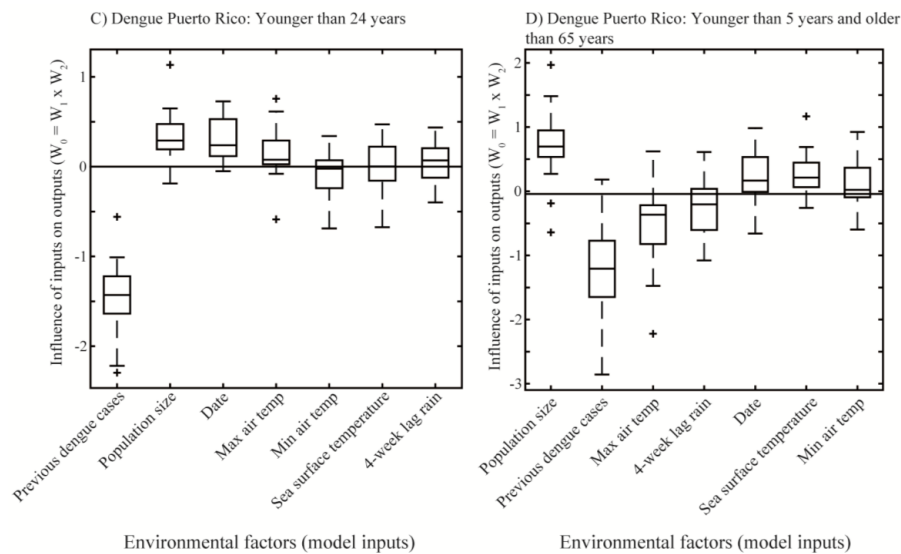 C) Dengue Puerto Rico: Younger than 24 years
Influence of inputs on outputs (W₀ = W₁ x W₂)
1
0
-1
-2
Previous dengue cases
Population size
Date
Max air temp
Min air temp
Sea surface temperature
4-week lag rain
Environmental factors (model inputs)
D) Dengue Puerto Rico: Younger than 5 years and older
than 65 years
Influence of inputs on outputs (W₀ = W₁ x W₂)
2
1
0
-1
-2
-3
Population size
Previous dengue cases
Max air temp
4-week lag rain
Date
Sea surface temperature
Min air temp
Environmental factors (model inputs)